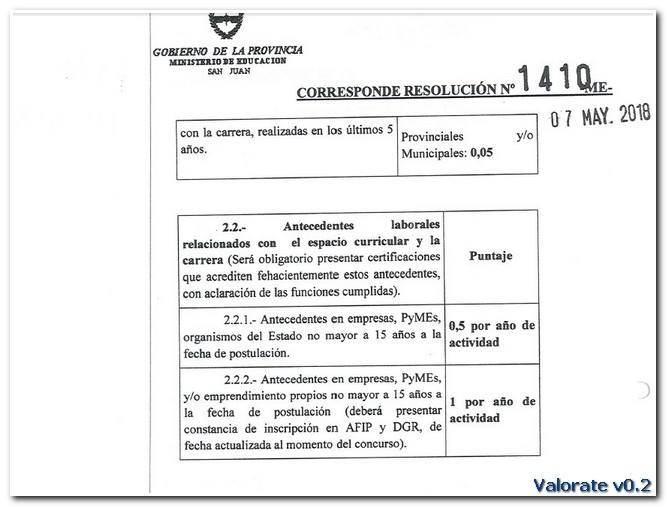 GOBIERNO DE LA PROVINCIA
MINISTERIO DE EDUCACION
SAN JUAN
CORRESPONDE RESOLUCIÓN Nº 1410 ME-
07 MAY. 2018
con la carrera, realizadas en los últimos 5
años.
Provinciales y/o
Municipales: 0,05
2.2.- Antecedentes laborales
relacionados con el espacio curricular y la
carrera (Será obligatorio presentar certificaciones
que acrediten fehacientemente estos antecedentes,
con aclaración de las funciones cumplidas).
Puntaje
2.2.1.- Antecedentes en empresas, PyMEs,
organismos del Estado no mayor a 15 años a la
fecha de postulación.
0,5 por año de
actividad
2.2.2.- Antecedentes en empresas, PyMEs,
y/o emprendimiento propios no mayor a 15 años a
la fecha de postulación (deberá presentar
constancia de inscripción en AFIP y DGR, de
fecha actualizada al momento del concurso).
1 por año de
actividad
Valorate v0.2